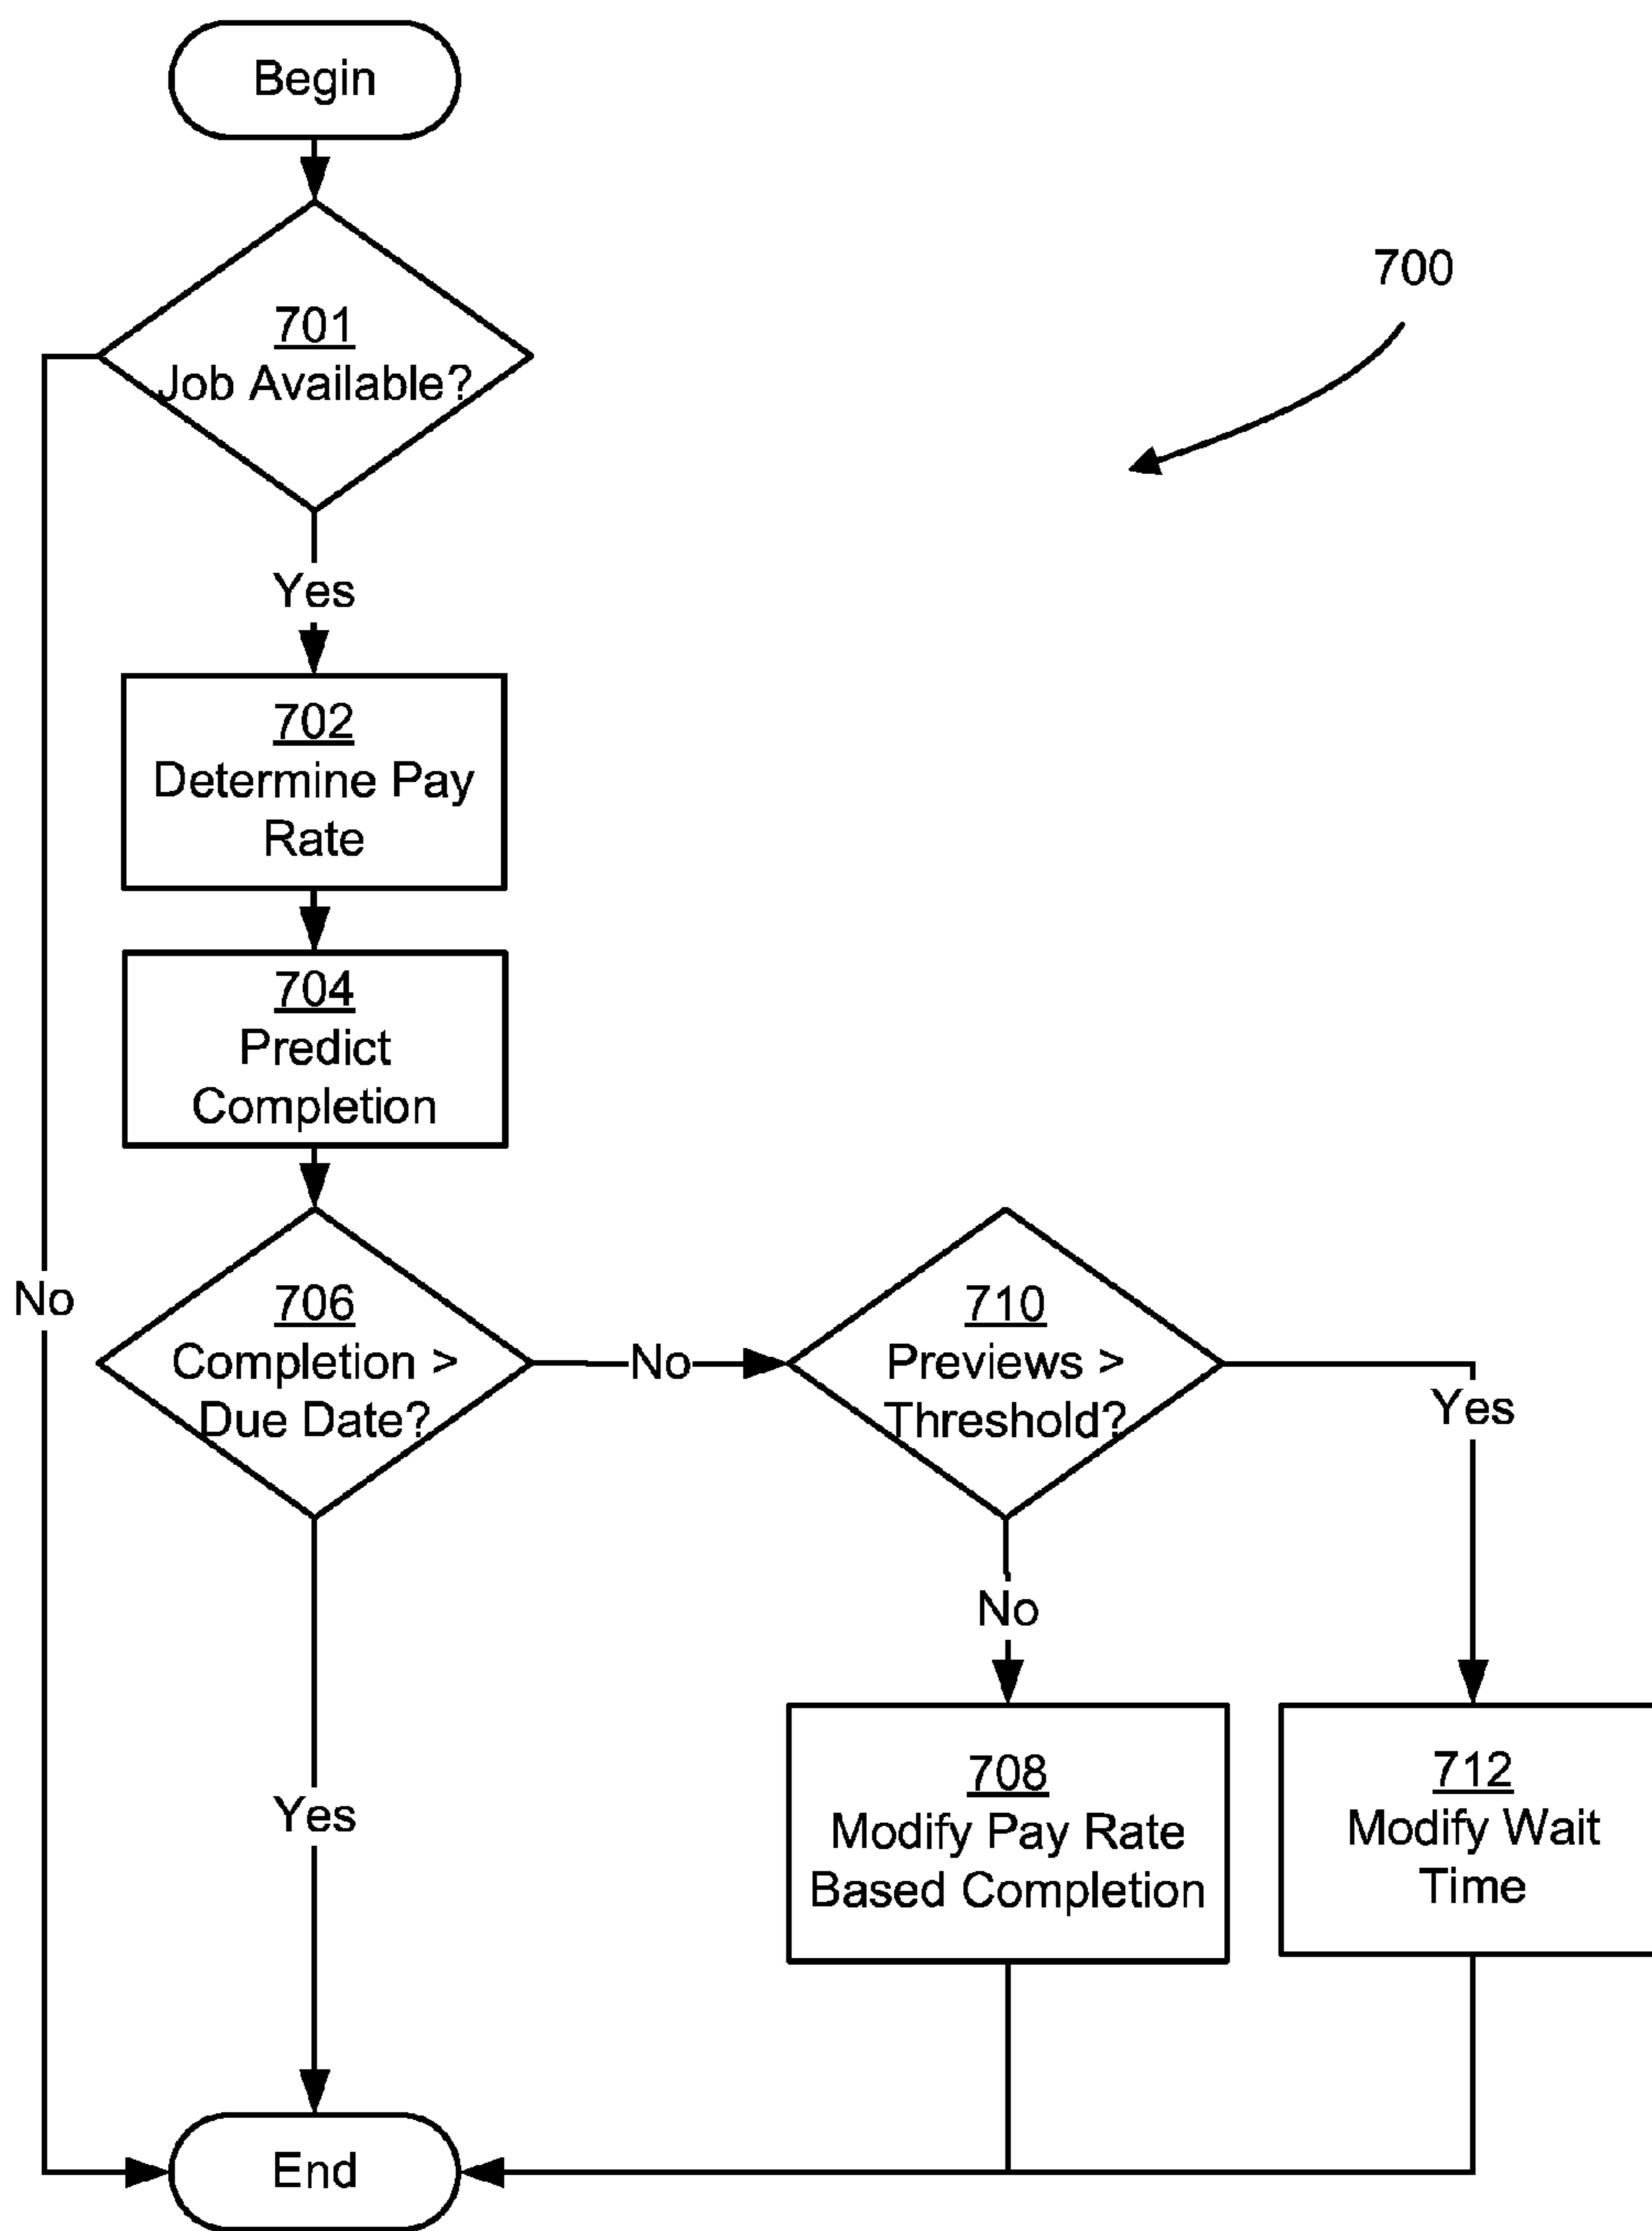 Begin
700
701
Job Available?
Yes
702
Determine Pay
Rate
704
Predict
Completion
No
706
Completion >
Due Date?
No
710
Previews >
Threshold?
Yes
No
Yes
708
Modify Pay Rate
Based Completion
712
Modify Wait
Time
End